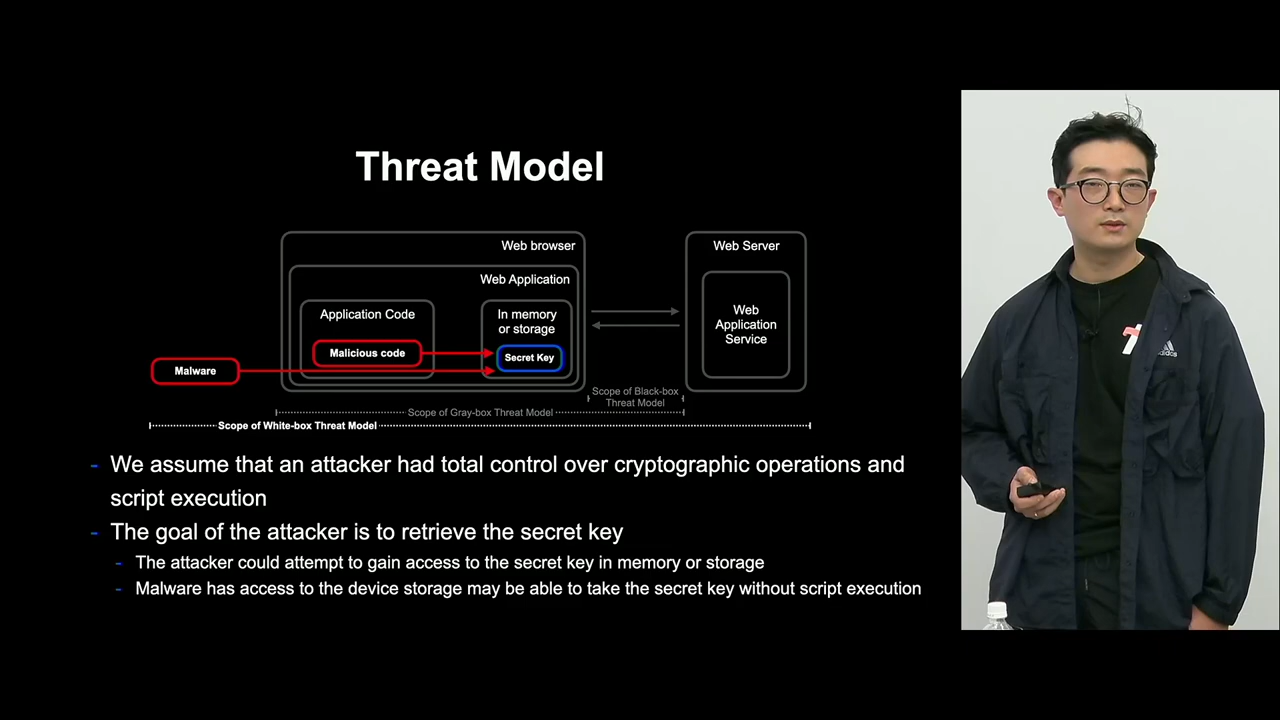 Threat Model
Web browser
Web Server
Web Application
Application Code
In memory
or storage
Web
Application
Service
Malicious code
Secret Key
Malware
Scope of Black-box
Threat Model
Scope of Gray-box Threat Model
Scope of White-box Threat Model
- We assume that an attacker had total control over cryptographic operations and
script execution
- The goal of the attacker is to retrieve the secret key
- The attacker could attempt to gain access to the secret key in memory or storage
- Malware has access to the device storage may be able to take the secret key without script execution
adidas